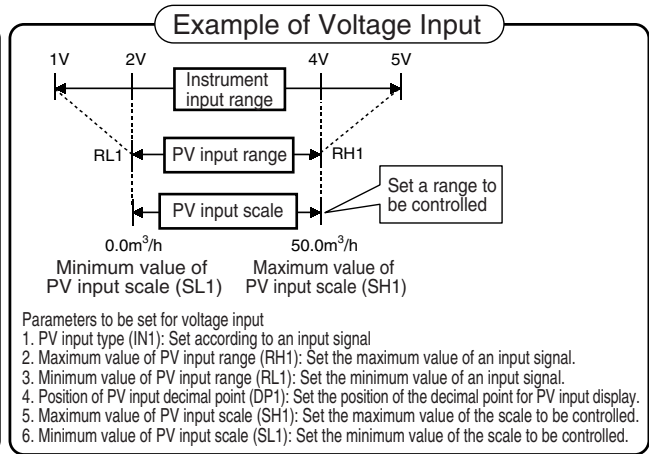 Example of Voltage Input
1V 2V 4V 5V
Instrument
input range
RL1 PV input range RH1
Set a range to
be controlled
PV input scale
0.0m³/h 50.0m³/h
Minimum value of Maximum value of
PV input scale (SL1) PV input scale (SH1)
Parameters to be set for voltage input
1. PV input type (IN1): Set according to an input signal
2. Maximum value of PV input range (RH1): Set the maximum value of an input signal.
3. Minimum value of PV input range (RL1): Set the minimum value of an input signal.
4. Position of PV input decimal point (DP1): Set the position of the decimal point for PV input display.
5. Maximum value of PV input scale (SH1): Set the maximum value of the scale to be controlled.
6. Minimum value of PV input scale (SL1): Set the minimum value of the scale to be controlled.